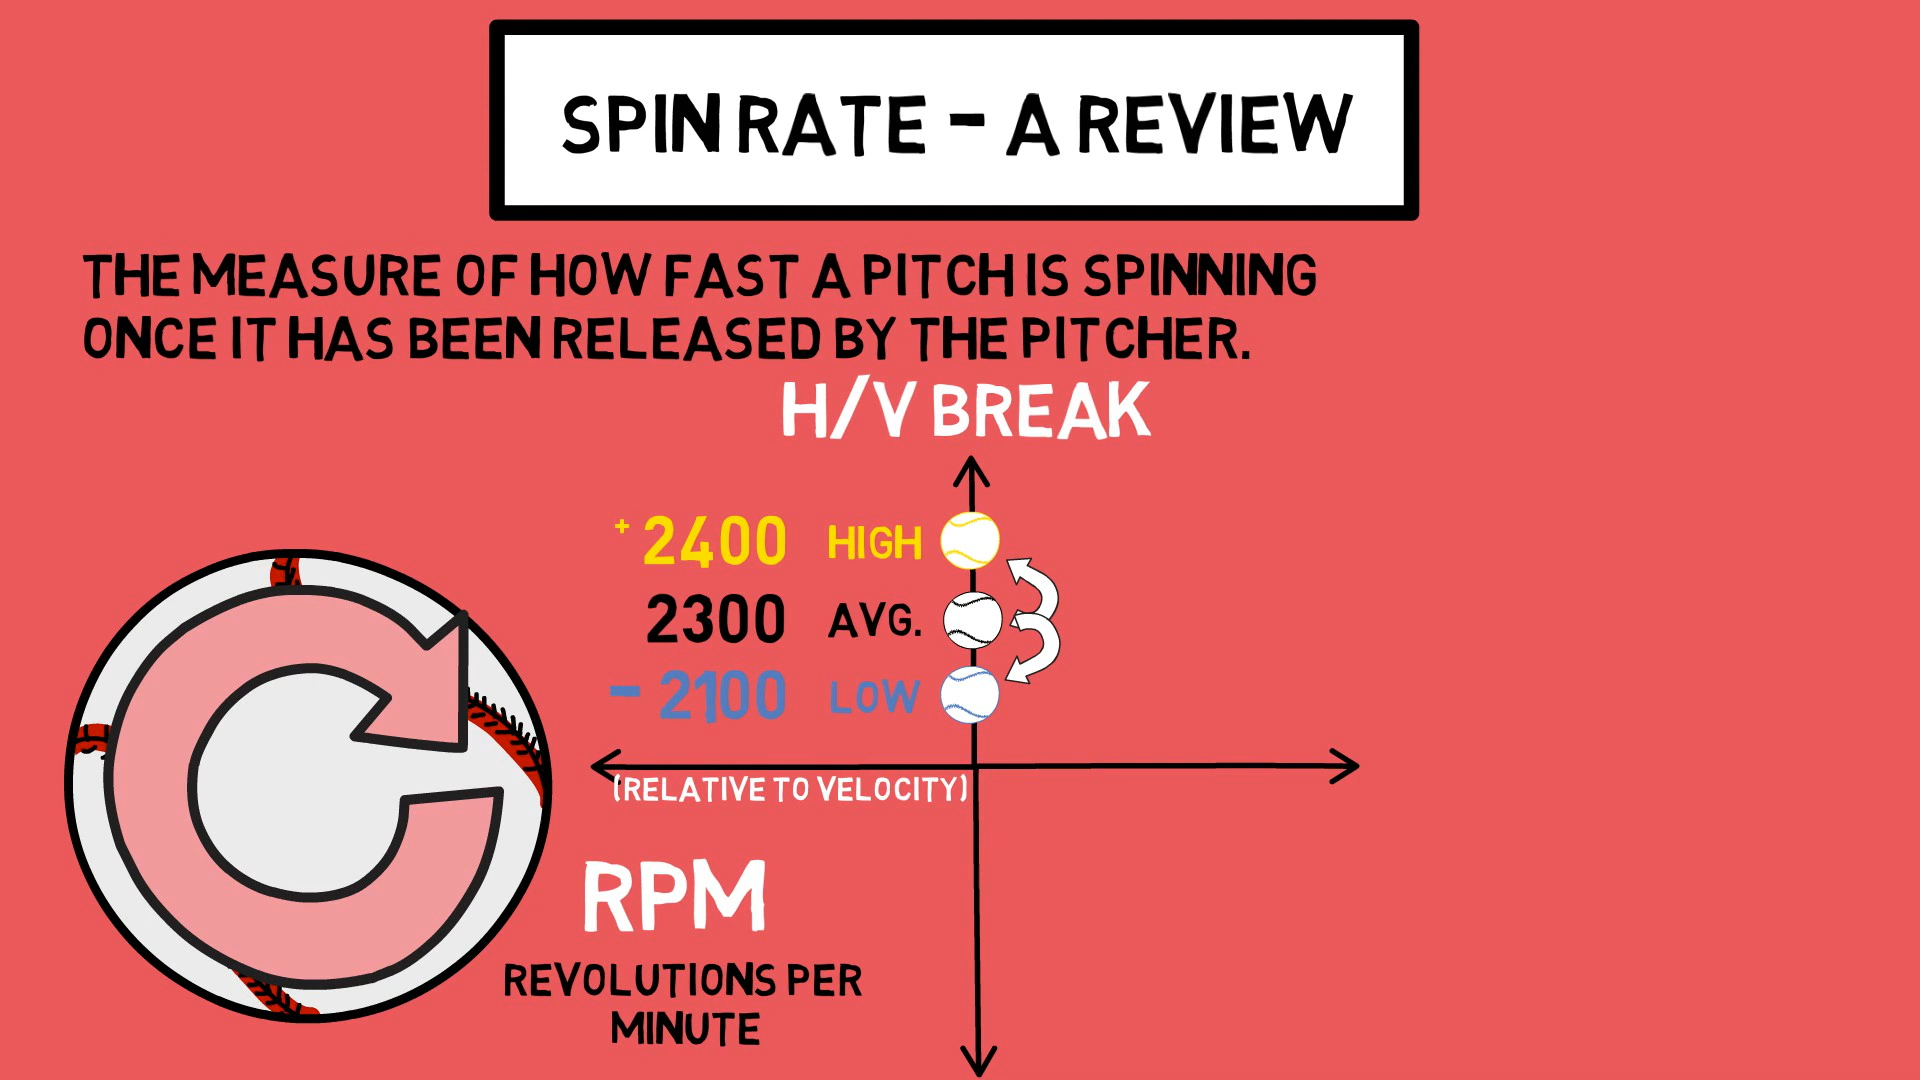 SPIN RATE - A REVIEW
THE MEASURE OF HOW FAST A PITCH IS SPINNING
ONCE IT HAS BEEN RELEASED BY THE PITCHER.
H/V BREAK
+ 2400 HIGH
2300 AVG.
- 2100 LOW
(RELATIVE TO VELOCITY)
RPM
REVOLUTIONS PER
MINUTE